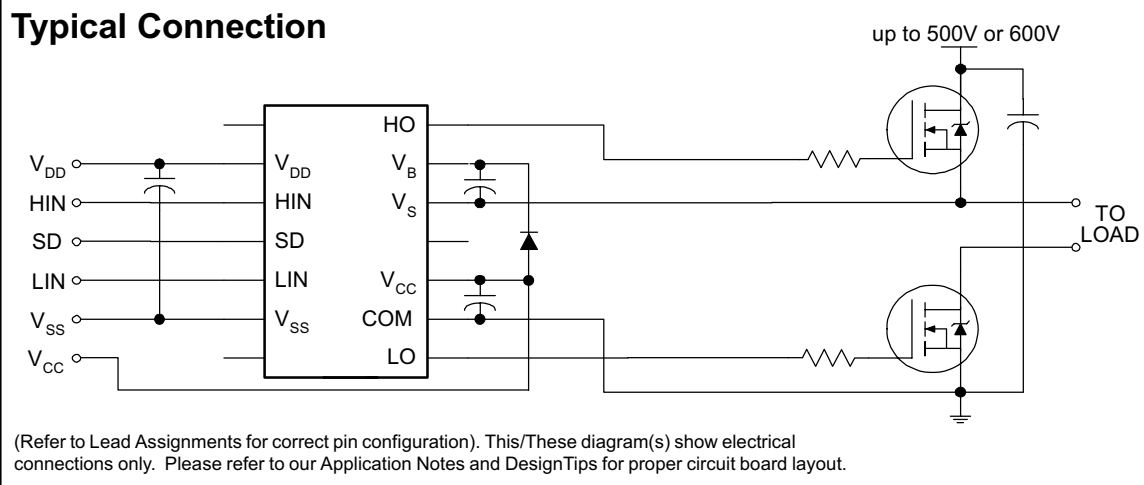 Typical Connection
up to 500V or 600V
HO
V_DD
V_DD
V_B
HIN
HIN
V_S
SD
SD
TO
LOAD
LIN
LIN
V_CC
V_SS
V_SS
COM
V_CC
LO
(Refer to Lead Assignments for correct pin configuration). This/These diagram(s) show electrical
connections only. Please refer to our Application Notes and DesignTips for proper circuit board layout.